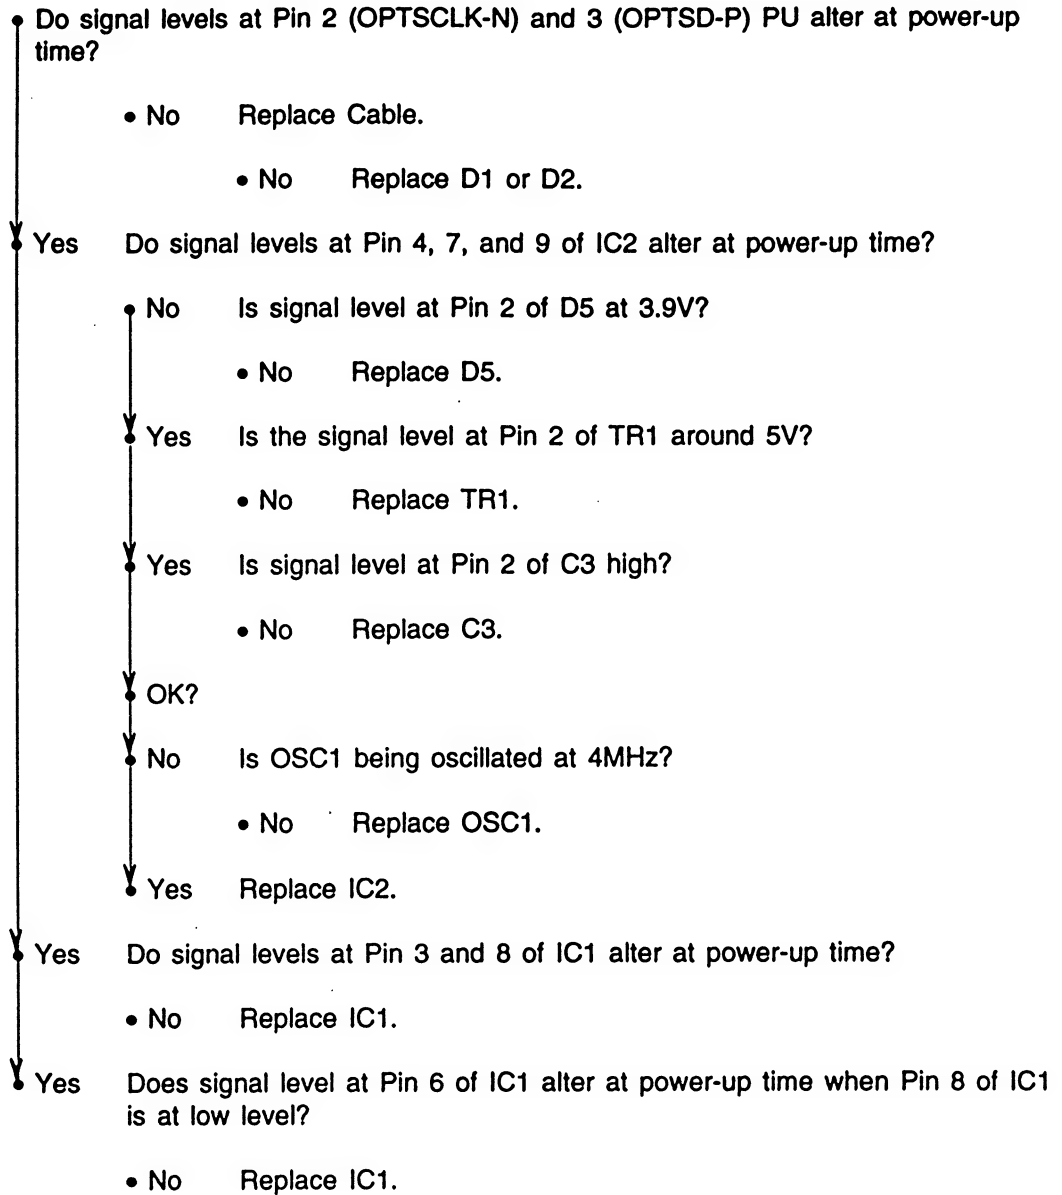 Do signal levels at Pin 2 (OPTSCLK-N) and 3 (OPTSD-P) PU alter at power-up
time?
• No Replace Cable.
• No Replace D1 or D2.
Yes Do signal levels at Pin 4, 7, and 9 of IC2 alter at power-up time?
No Is signal level at Pin 2 of D5 at 3.9V?
• No Replace D5.
Yes Is the signal level at Pin 2 of TR1 around 5V?
• No Replace TR1.
Yes Is signal level at Pin 2 of C3 high?
• No Replace C3.
OK?
No Is OSC1 being oscillated at 4MHz?
• No Replace OSC1.
Yes Replace IC2.
Yes Do signal levels at Pin 3 and 8 of IC1 alter at power-up time?
• No Replace IC1.
Yes Does signal level at Pin 6 of IC1 alter at power-up time when Pin 8 of IC1
is at low level?
• No Replace IC1.